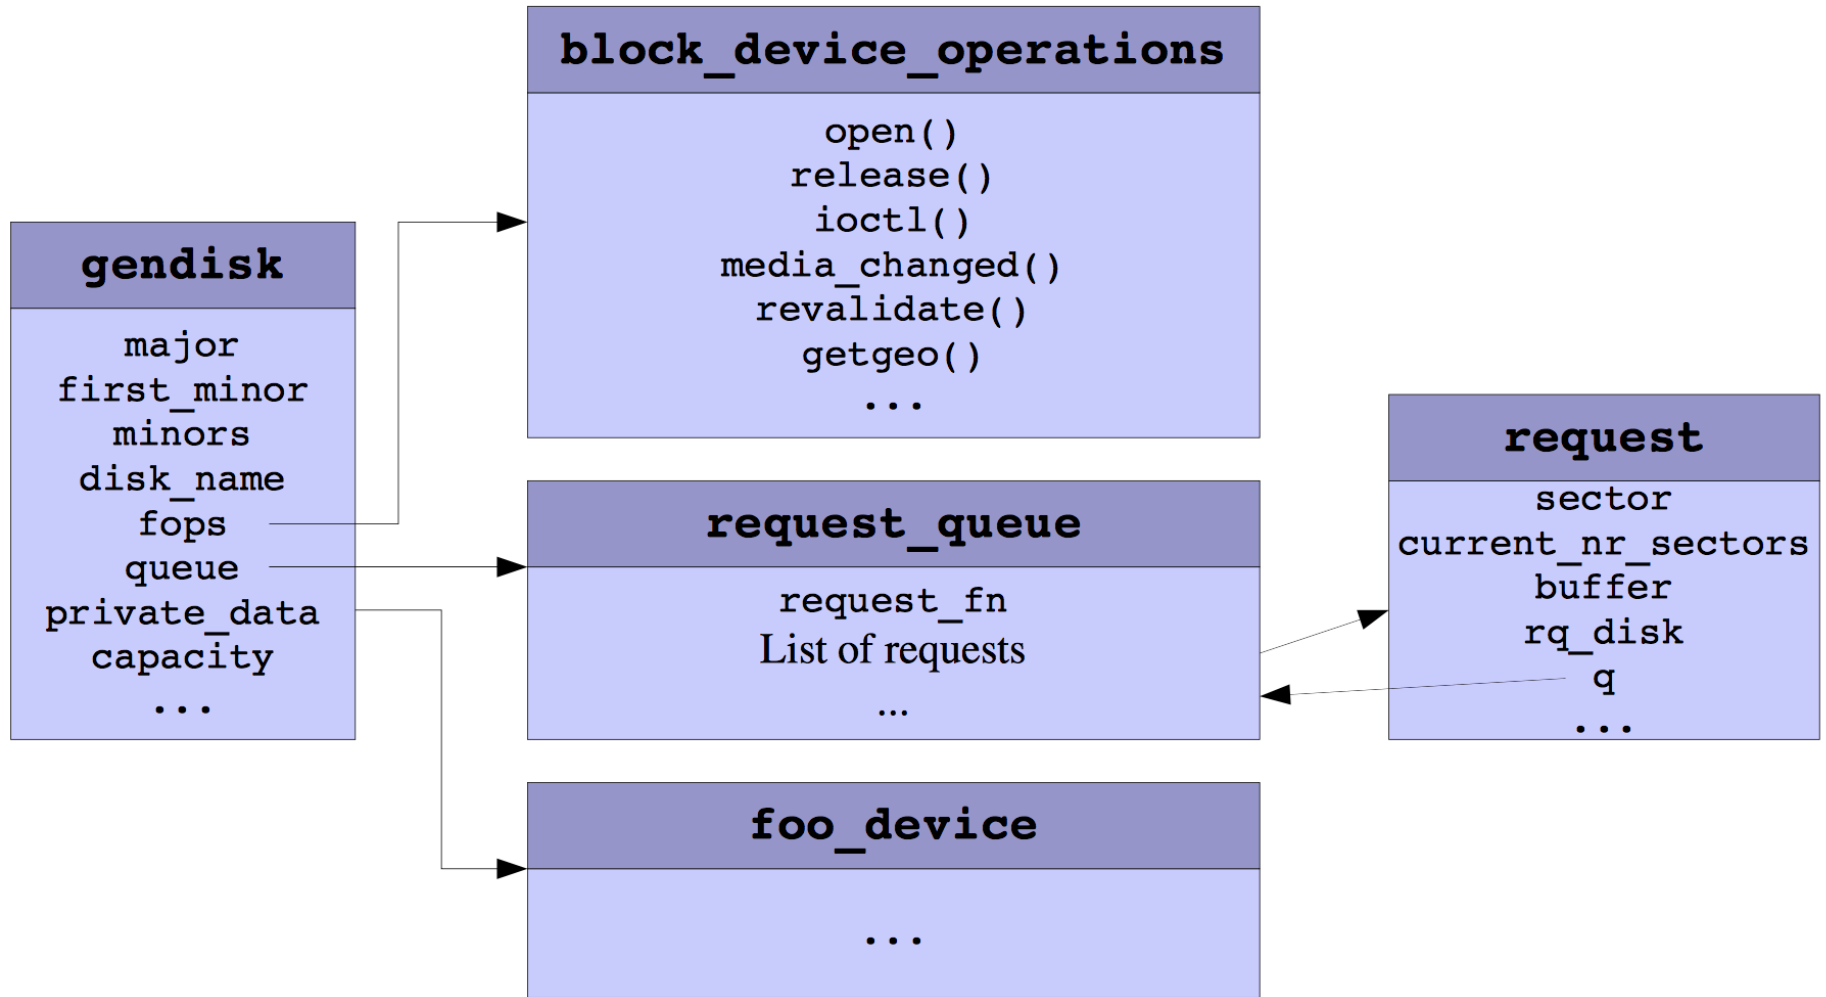 block_device_operations
open()
release()
ioctl()
media_changed()
revalidate()
getgeo()
...
gendisk
major
first_minor
minors
disk_name
fops
queue
private_data
capacity
...
request_queue
request_fn
List of requests
...
request
sector
current_nr_sectors
buffer
rq_disk
q
...
foo_device
...